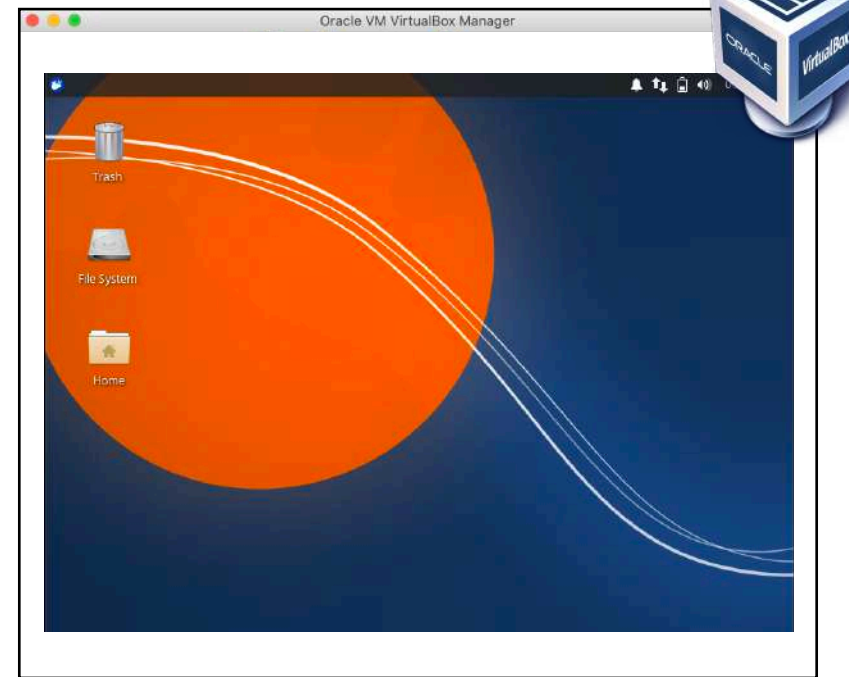 Oracle VM VirtualBox Manager
ORACLE
VirtualBox
Trash
File System
Home